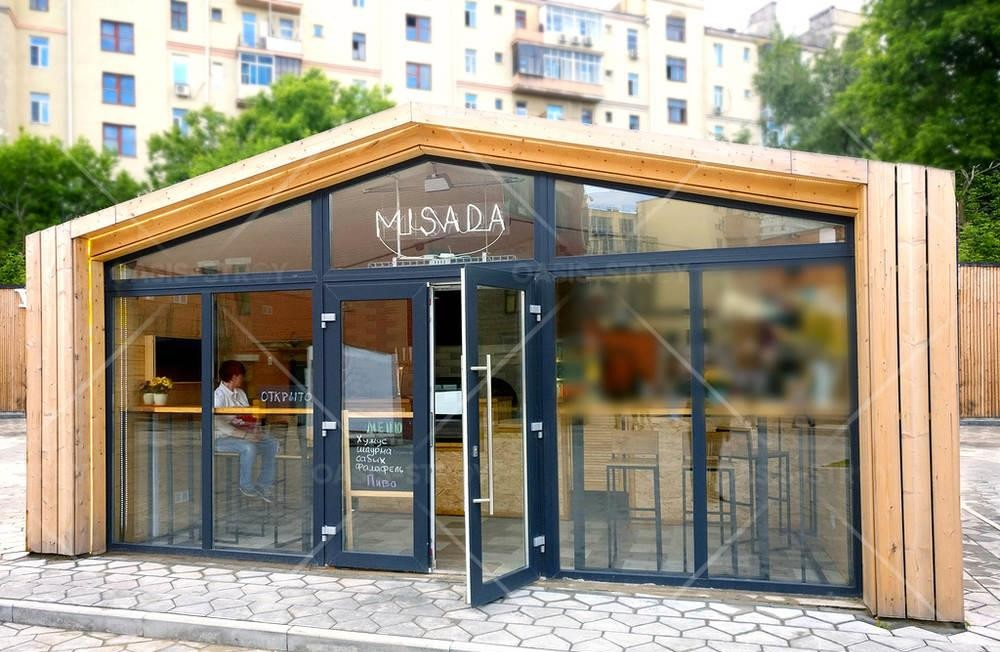 MISADA
ОТКРЫТО
МЕНЮ
Хумус
шаурма
сабих
Фалафель
Пиво